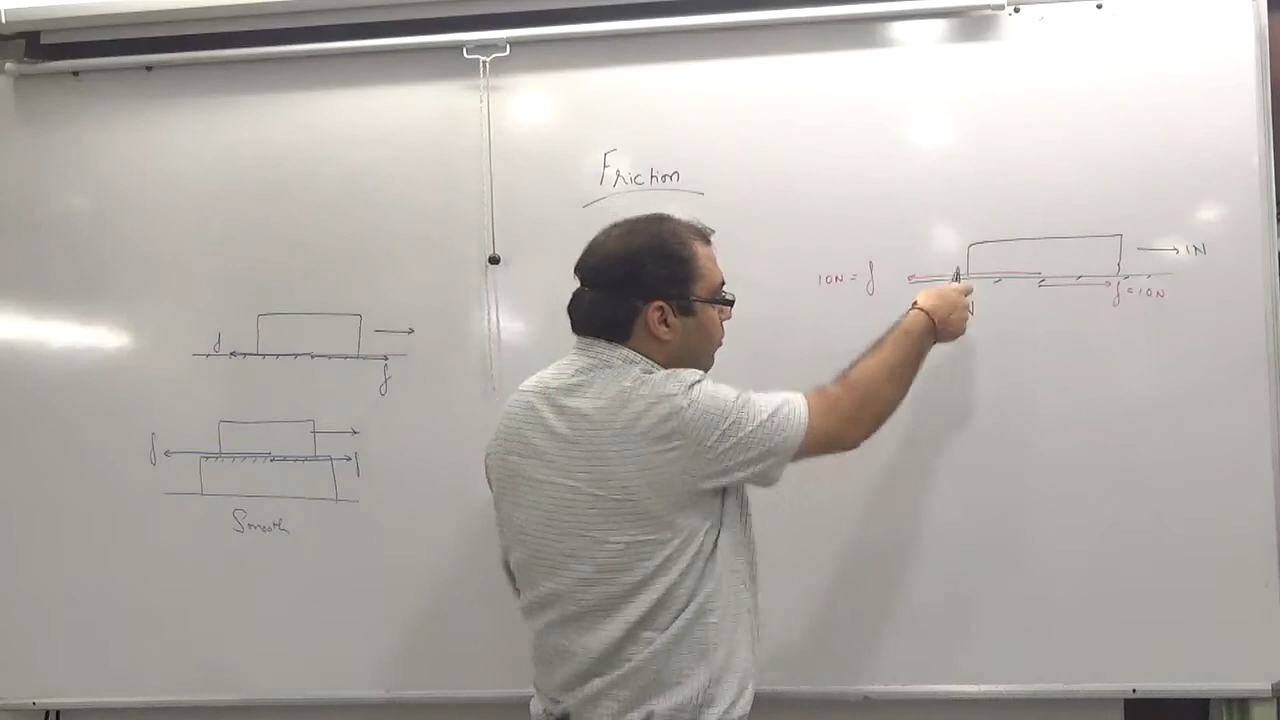 Friction
1N
10N = f
f = 10N
f
f
f
f
Smooth